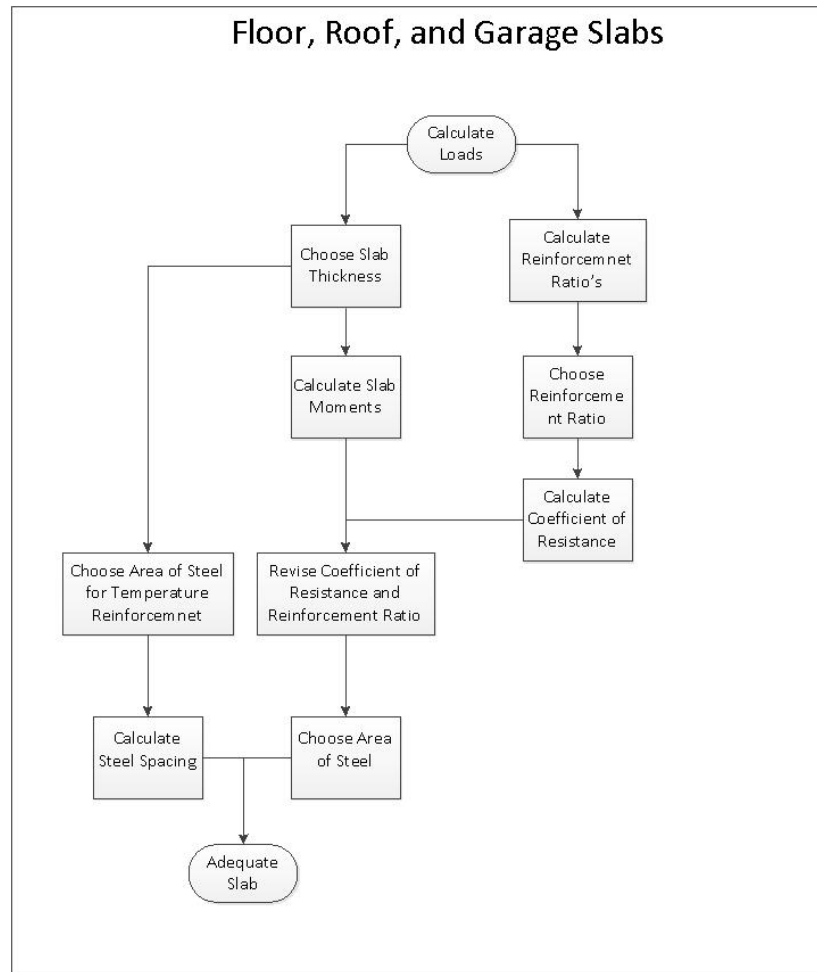 Floor, Roof, and Garage Slabs
Calculate
Loads
Choose Slab
Thickness
Calculate
Reinforcemnet
Ratio’s
Calculate Slab
Moments
Choose
Reinforceme
nt Ratio
Calculate
Coefficient of
Resistance
Choose Area of Steel
for Temperature
Reinforcemnet
Revise Coefficient of
Resistance and
Reinforcement Ratio
Calculate
Steel Spacing
Choose Area
of Steel
Adequate
Slab